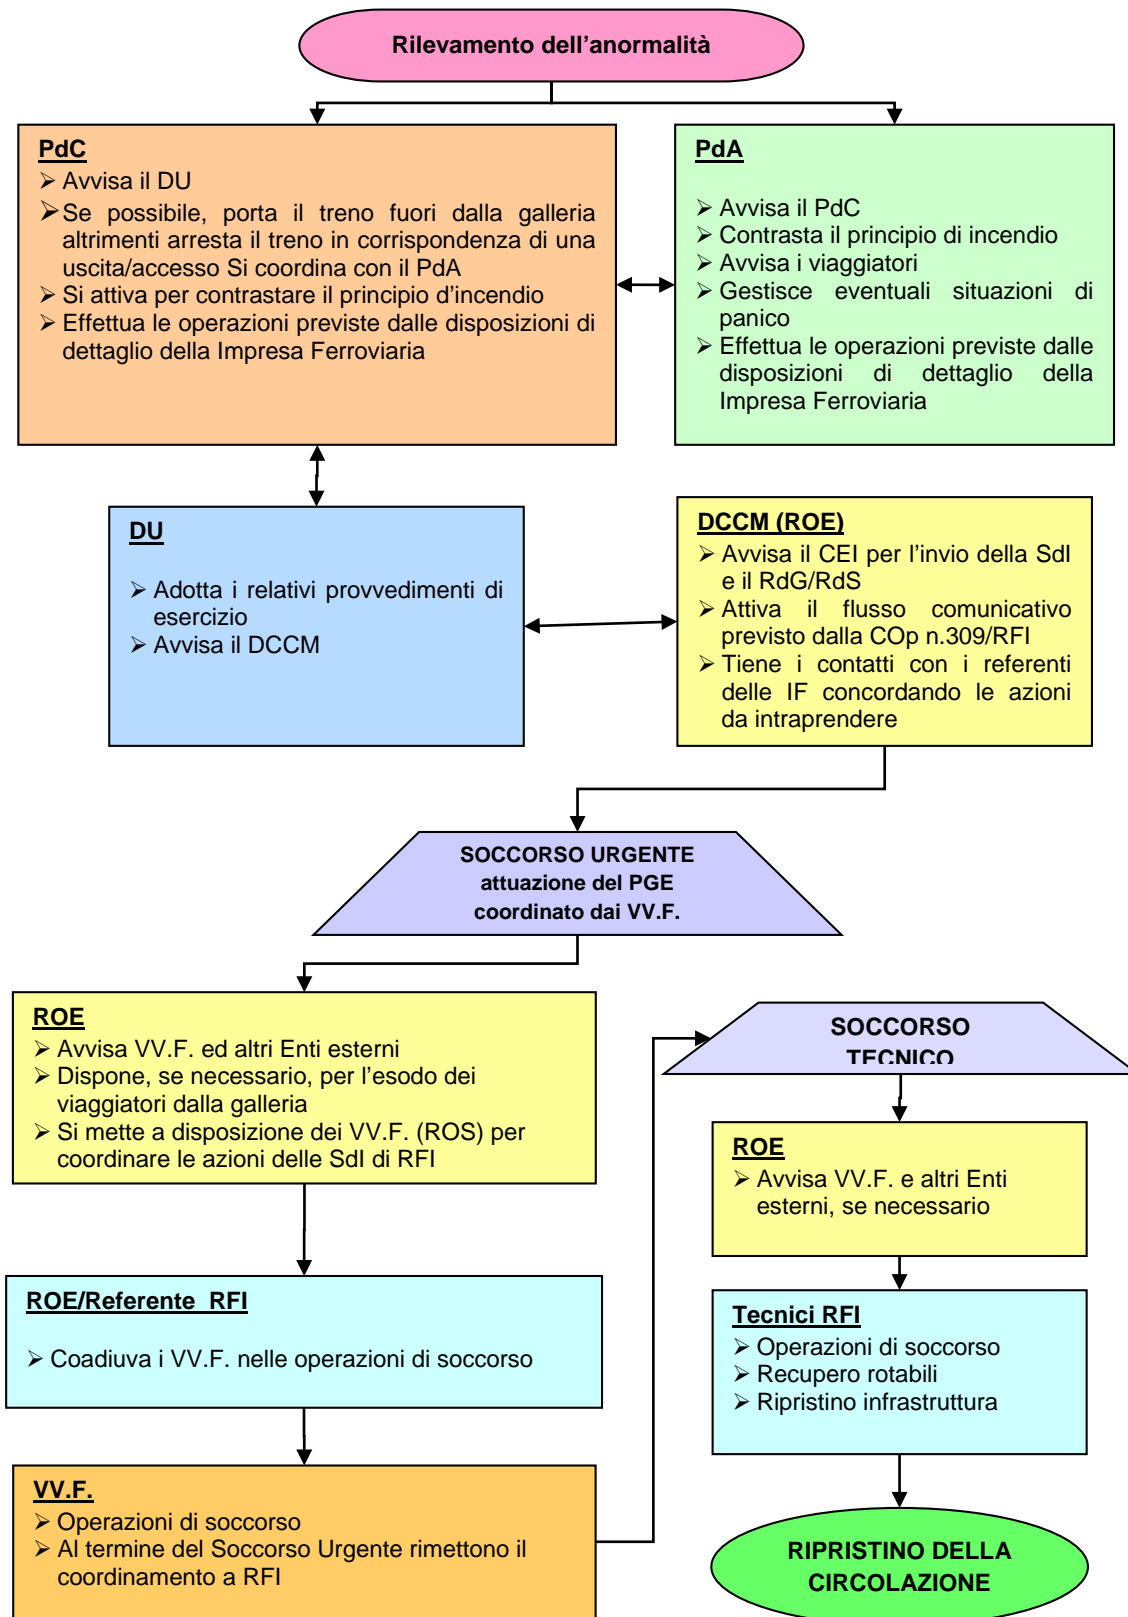 Rilevamento dell'anormalità
PdC
➢ Avvisa il DU
➢ Se possibile, porta il treno fuori dalla galleria
altrimenti arresta il treno in corrispondenza di una
uscita/accesso Si coordina con il PdA
➢ Si attiva per contrastare il principio d'incendio
➢ Effettua le operazioni previste dalle disposizioni di
dettaglio della Impresa Ferroviaria
PdA
➢ Avvisa il PdC
➢ Contrasta il principio di incendio
➢ Avvisa i viaggiatori
➢ Gestisce eventuali situazioni di
panico
➢ Effettua le operazioni previste dalle
disposizioni di dettaglio della
Impresa Ferroviaria
DU
➢ Adotta i relativi provvedimenti di
esercizio
➢ Avvisa il DCCM
DCCM (ROE)
➢ Avvisa il CEI per l'invio della SdI
e il RdG/RdS
➢ Attiva il flusso comunicativo
previsto dalla COp n.309/RFI
➢ Tiene i contatti con i referenti
delle IF concordando le azioni
da intraprendere
SOCCORSO URGENTE
attuazione del PGE
coordinato dai VV.F.
ROE
➢ Avvisa VV.F. ed altri Enti esterni
➢ Dispone, se necessario, per l'esodo dei
viaggiatori dalla galleria
➢ Si mette a disposizione dei VV.F. (ROS) per
coordinare le azioni delle SdI di RFI
ROE/Referente RFI
➢ Coadiuva i VV.F. nelle operazioni di soccorso
VV.F.
➢ Operazioni di soccorso
➢ Al termine del Soccorso Urgente rimettono il
coordinamento a RFI
SOCCORSO
TECNICO
ROE
➢ Avvisa VV.F. e altri Enti
esterni, se necessario
Tecnici RFI
➢ Operazioni di soccorso
➢ Recupero rotabili
➢ Ripristino infrastruttura
RIPRISTINO DELLA
CIRCOLAZIONE